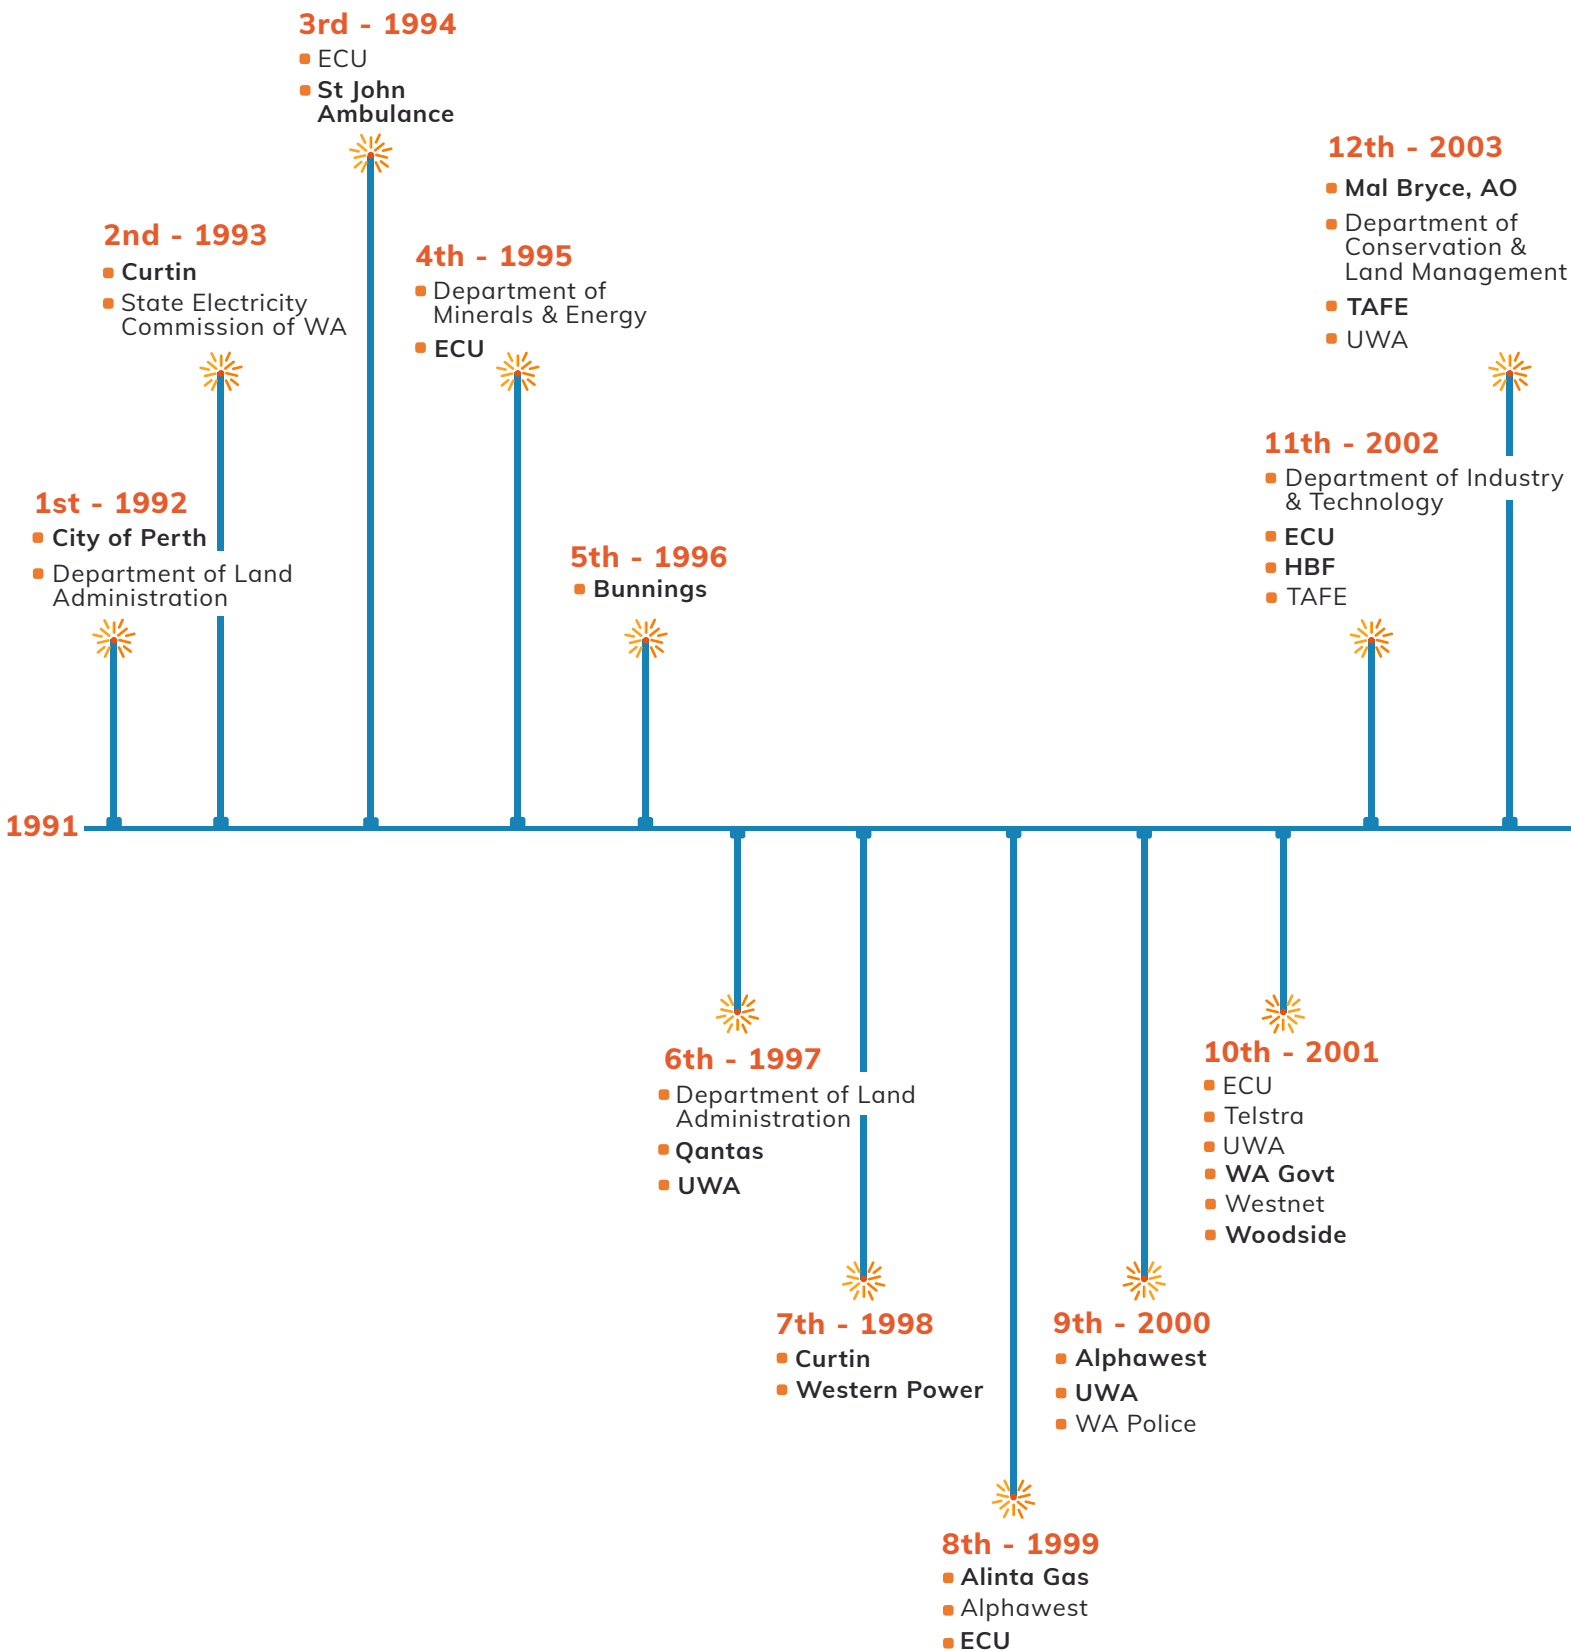 3rd - 1994
ECU
St John
Ambulance
2nd - 1993
Curtin
State Electricity
Commission of WA
4th - 1995
Department of
Minerals & Energy
ECU
12th - 2003
Mal Bryce, AO
Department of
Conservation &
Land Management
TAFE
UWA
1st - 1992
City of Perth
Department of Land
Administration
5th - 1996
Bunnings
11th - 2002
Department of Industry
& Technology
ECU
HBF
TAFE
1991
6th - 1997
Department of Land
Administration
Qantas
UWA
7th - 1998
Curtin
Western Power
8th - 1999
Alinta Gas
Alphawest
ECU
9th - 2000
Alphawest
UWA
WA Police
10th - 2001
ECU
Telstra
UWA
WA Govt
Westnet
Woodside